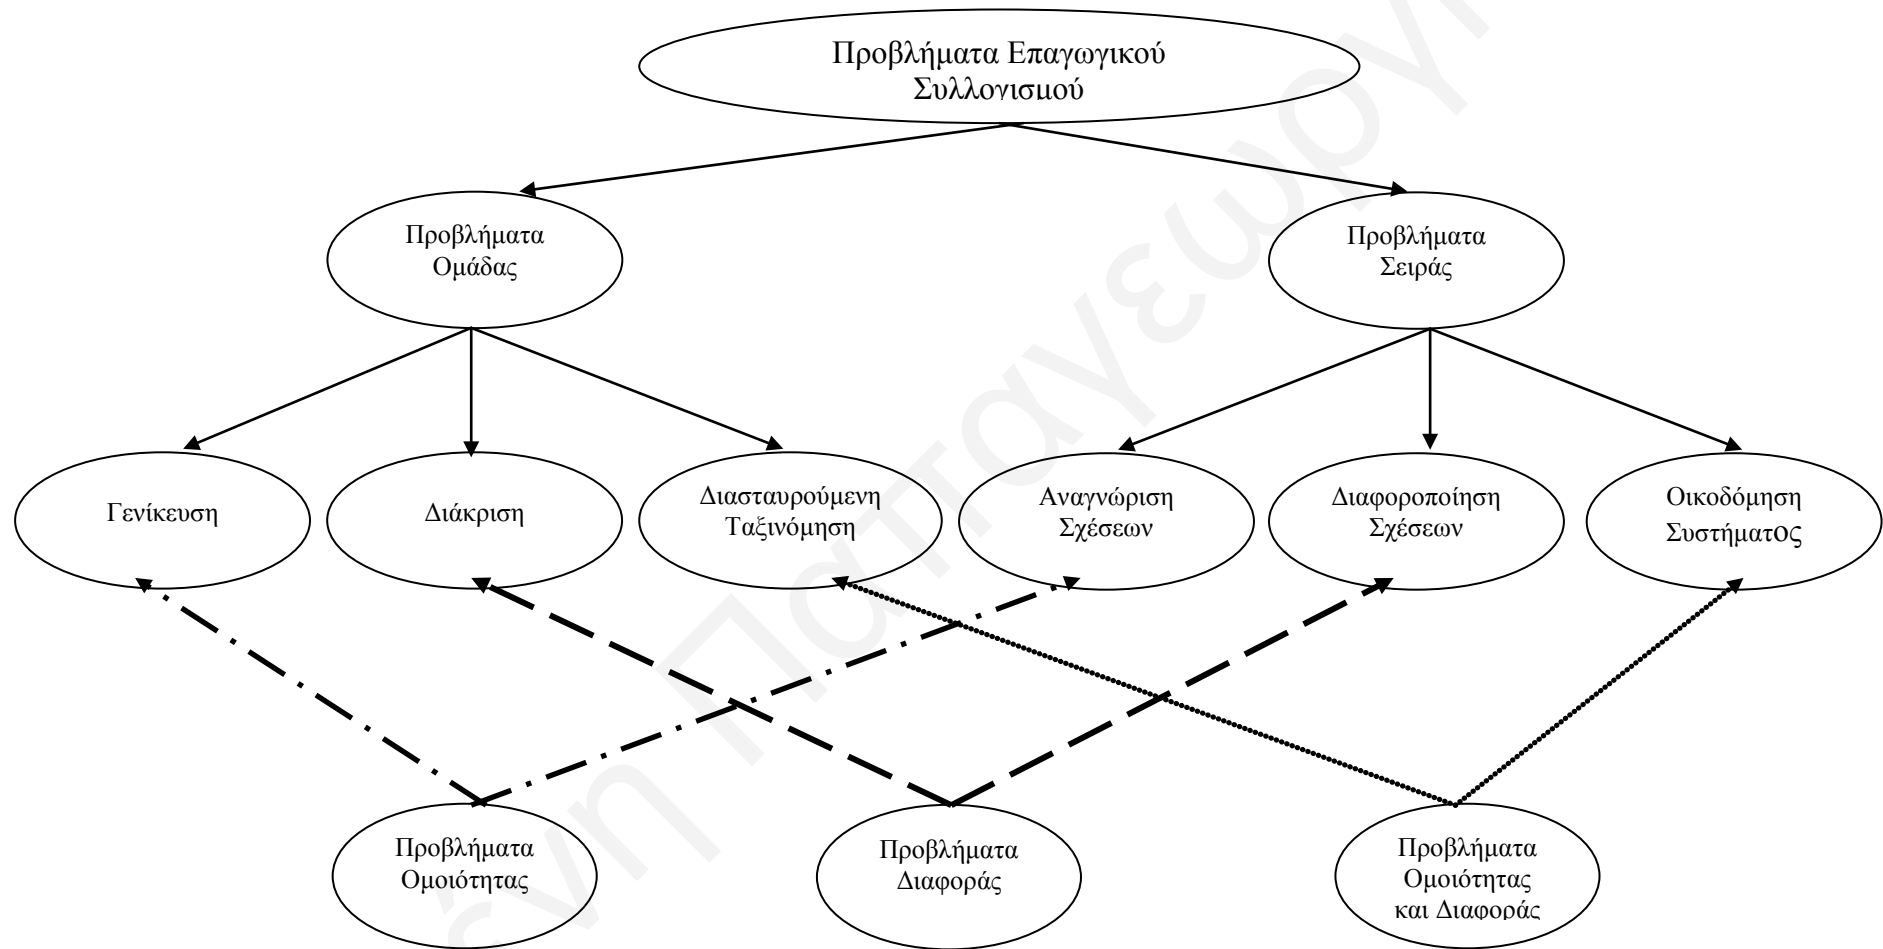 Προβλήματα Επαγωγικού
Συλλογισμού
Προβλήματα
Ομάδας
Προβλήματα
Σειράς
Γενίκευση
Διάκριση
Διασταυρούμενη
Ταξινόμηση
Αναγνώριση
Σχέσεων
Διαφοροποίηση
Σχέσεων
Οικοδόμηση
Συστήματος
Προβλήματα
Ομοιότητας
Προβλήματα
Διαφοράς
Προβλήματα
Ομοιότητας
και Διαφοράς